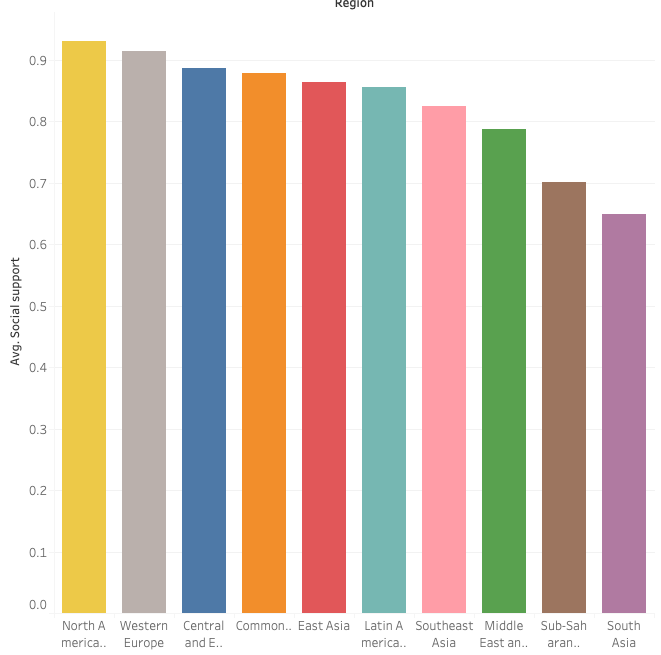 Region
0.9
0.8
0.7
0.6
0.5
0.4
0.3
0.2
0.1
0.0
Avg. Social support
North A
merica..
Western
Europe
Central
and E..
Common..
East Asia
Latin A
merica..
Southeast
Asia
Middle
East an..
Sub-Sah
aran..
South
Asia